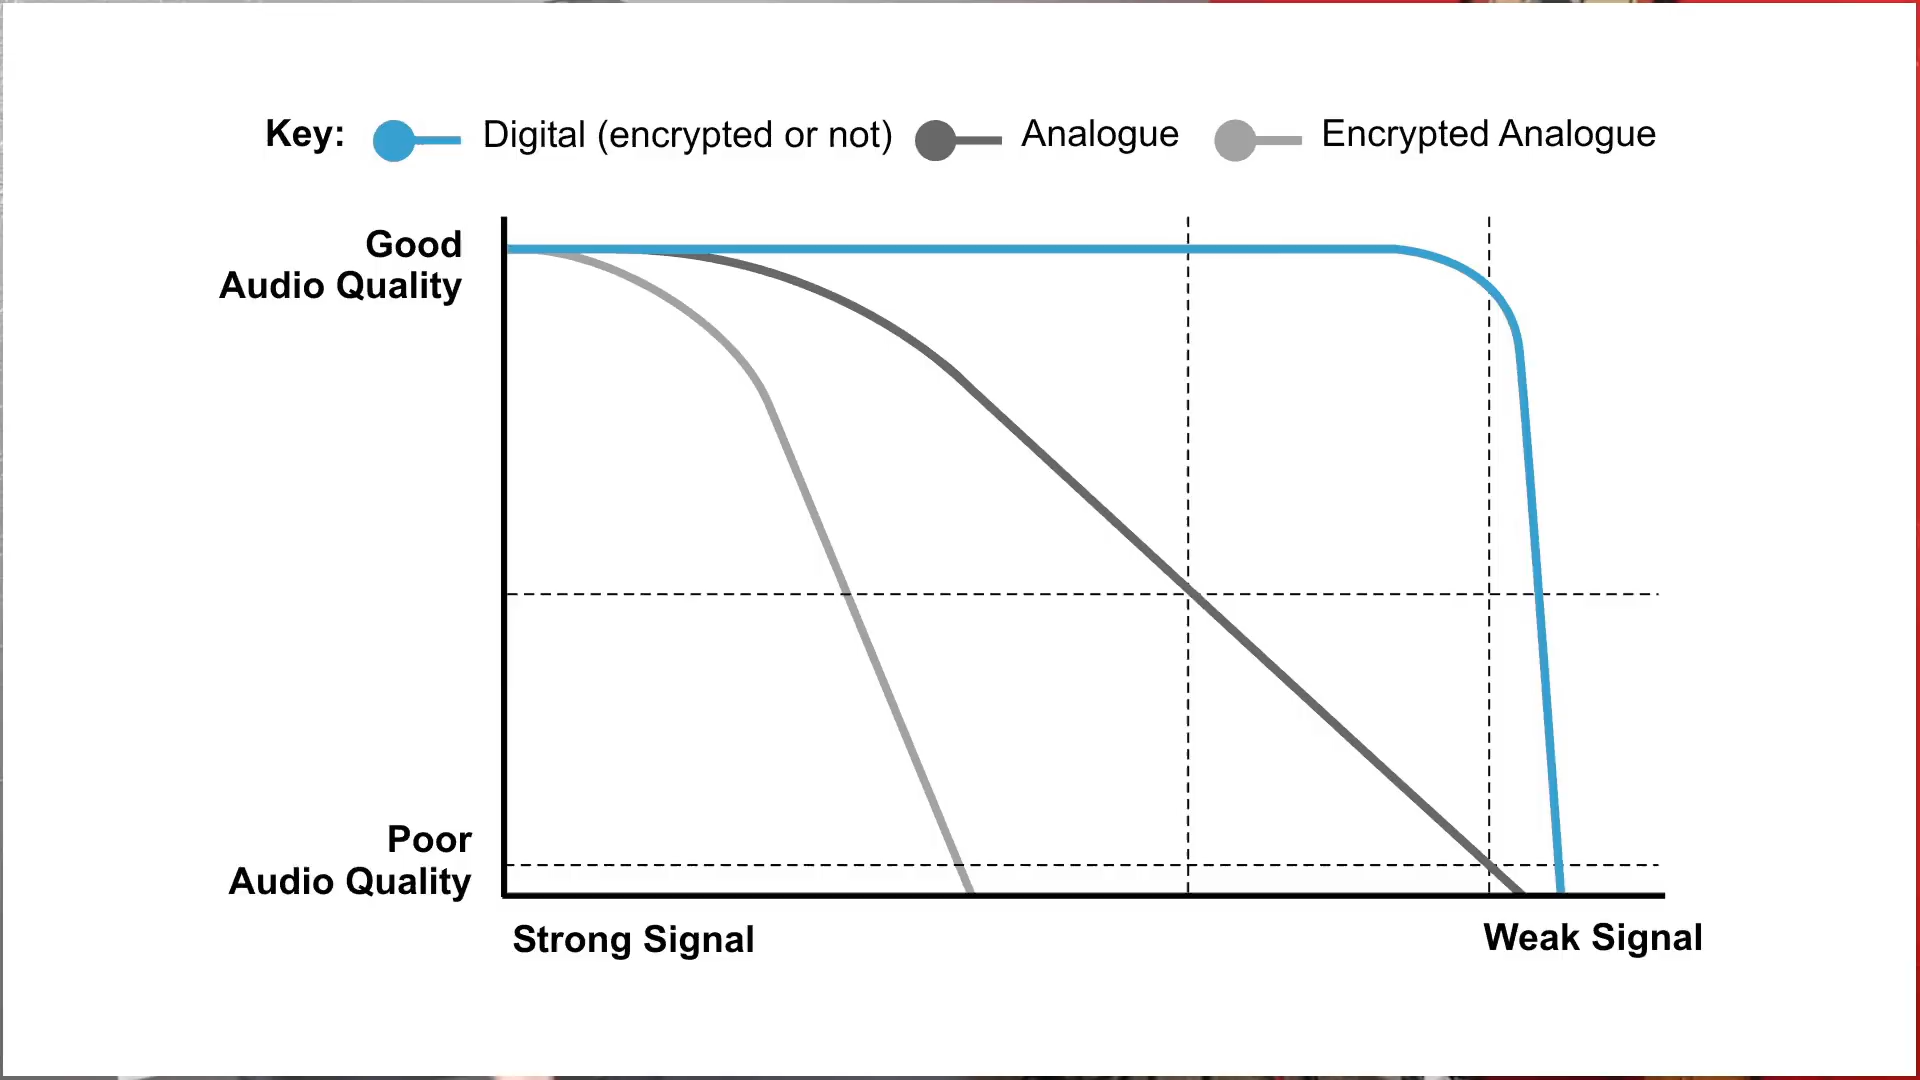 Key: Digital (encrypted or not) Analogue Encrypted Analogue
Good
Audio Quality
Poor
Audio Quality
Strong Signal
Weak Signal